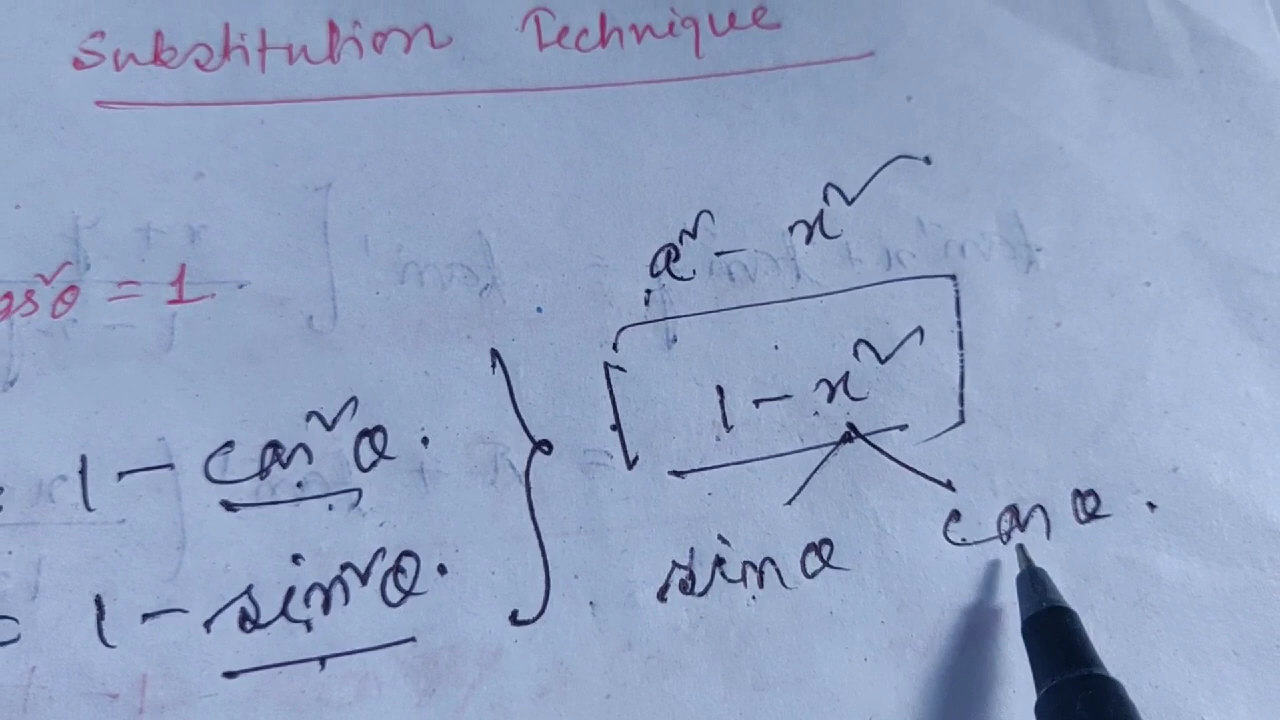 Substitution Technique
a² - x²
os²θ = 1
1 - x²
: 1 - cos²θ.
= 1 - sin²θ.
sinθ cosθ.